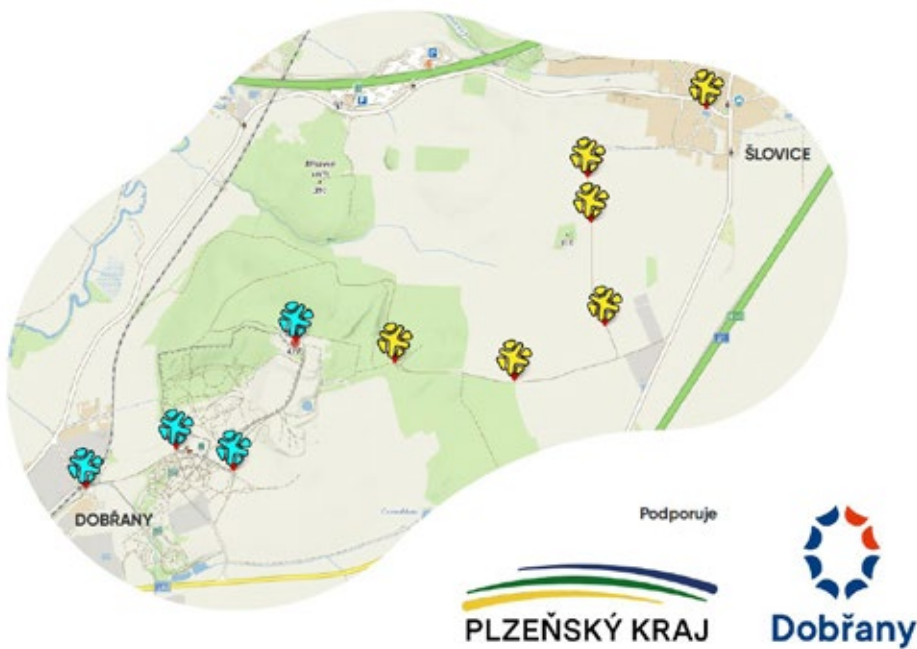 ŠLOVICE
DOBŘANY
Podporuje
PLZEŇSKÝ KRAJ
Dobřany